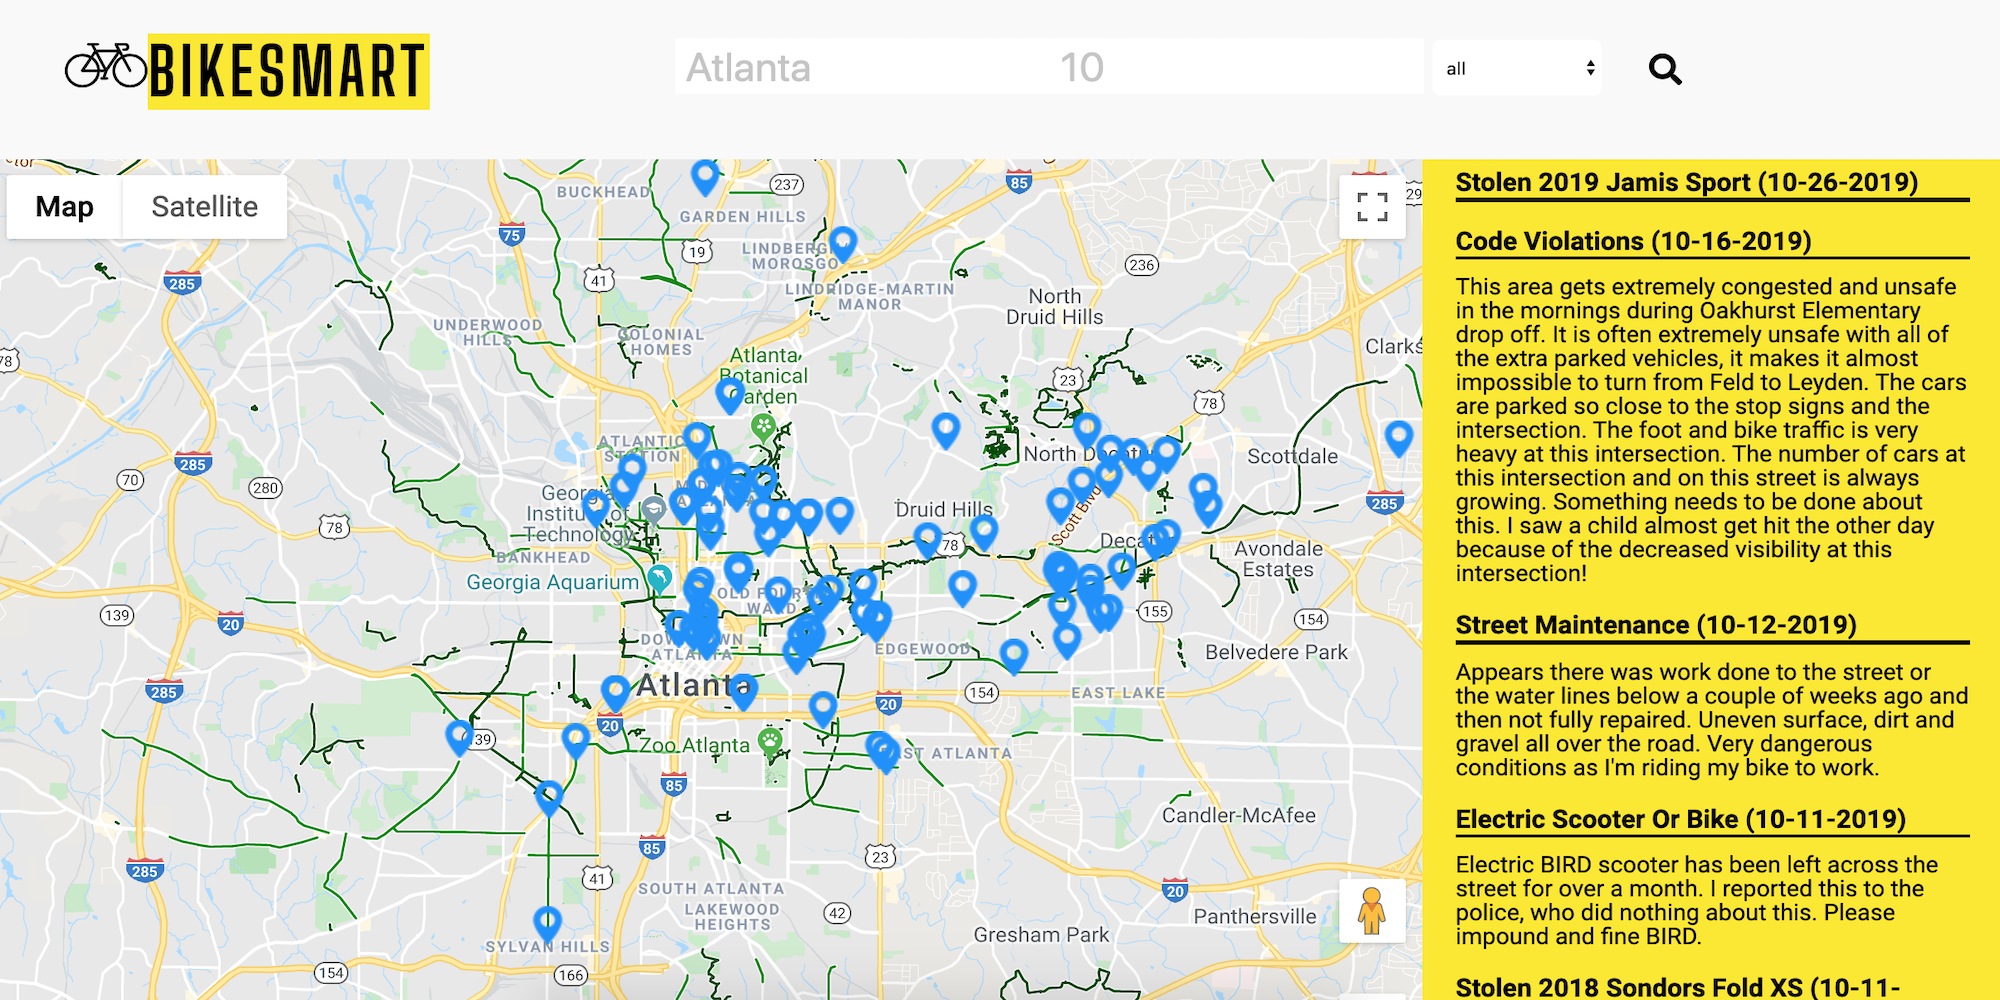 BIKESMART
Atlanta 10
all
Map Satellite
BUCKHEAD
237
85
GARDEN HILLS
75
19
LINDBERG
MOROSGO
285
41
236
LINDRIDGE-MARTIN
MANOR
North
Druid Hills
UNDERWOOD
HILLS
COLONIAL
HOMES
78
Atlanta
Botanical
Garden
23
78
ATLANTIC
STATION
285
North Decatur
Scottdale
70
280
Georgia
Institute of
Technology
Druid Hills
Scott Blvd
285
78
78
Decatur
Avondale
Estates
BANKHEAD
Georgia Aquarium
OLD FOURTH
WARD
139
20
155
154
DOWNTOWN
ATLANTA
EDGEWOOD
Belvedere Park
285
Atlanta
154
EAST LAKE
20
20
139
Zoo Atlanta
EAST ATLANTA
85
Candler-McAfee
85
23
285
41
SOUTH ATLANTA
20
LAKEWOOD
HEIGHTS
42
Panthersville
SYLVAN HILLS
Gresham Park
154
166
Stolen 2019 Jamis Sport (10-26-2019)
Code Violations (10-16-2019)
This area gets extremely congested and unsafe
in the mornings during Oakhurst Elementary
drop off. It is often extremely unsafe with all of
the extra parked vehicles, it makes it almost
impossible to turn from Feld to Leyden. The cars
are parked so close to the stop signs and the
intersection. The foot and bike traffic is very
heavy at this intersection. The number of cars at
this intersection and on this street is always
growing. Something needs to be done about
this. I saw a child almost get hit the other day
because of the decreased visibility at this
intersection!
Street Maintenance (10-12-2019)
Appears there was work done to the street or
the water lines below a couple of weeks ago and
then not fully repaired. Uneven surface, dirt and
gravel all over the road. Very dangerous
conditions as I'm riding my bike to work.
Electric Scooter Or Bike (10-11-2019)
Electric BIRD scooter has been left across the
street for over a month. I reported this to the
police, who did nothing about this. Please
impound and fine BIRD.
Stolen 2018 Sondors Fold XS (10-11-